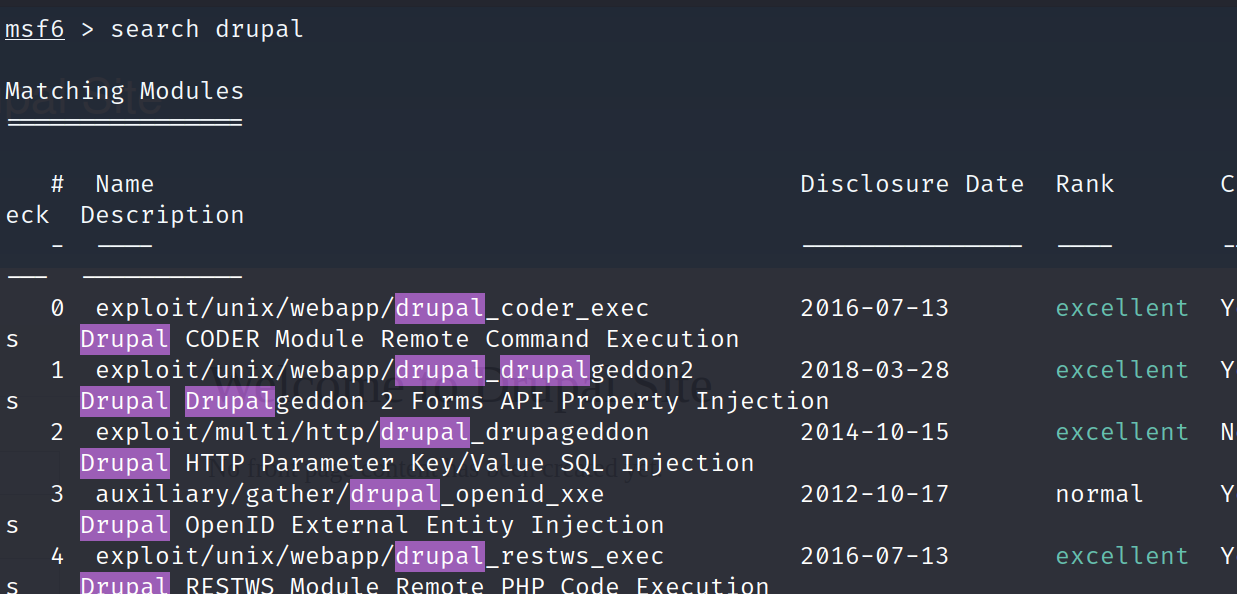 msf6 > search drupal
Matching Modules
# Name Disclosure Date Rank C
eck Description
- ---- --------------- ---- --
--- -----------
0 exploit/unix/webapp/drupal_coder_exec 2016-07-13 excellent Y
s Drupal CODER Module Remote Command Execution
1 exploit/unix/webapp/drupal_drupalgeddon2 2018-03-28 excellent Y
s Drupal Drupalgeddon 2 Forms API Property Injection
2 exploit/multi/http/drupal_drupageddon 2014-10-15 excellent N
Drupal HTTP Parameter Key/Value SQL Injection
3 auxiliary/gather/drupal_openid_xxe 2012-10-17 normal Y
s Drupal OpenID External Entity Injection
4 exploit/unix/webapp/drupal_restws_exec 2016-07-13 excellent Y
s Drupal RESTWS Module Remote PHP Code Execution
Welcome to Drupal Site